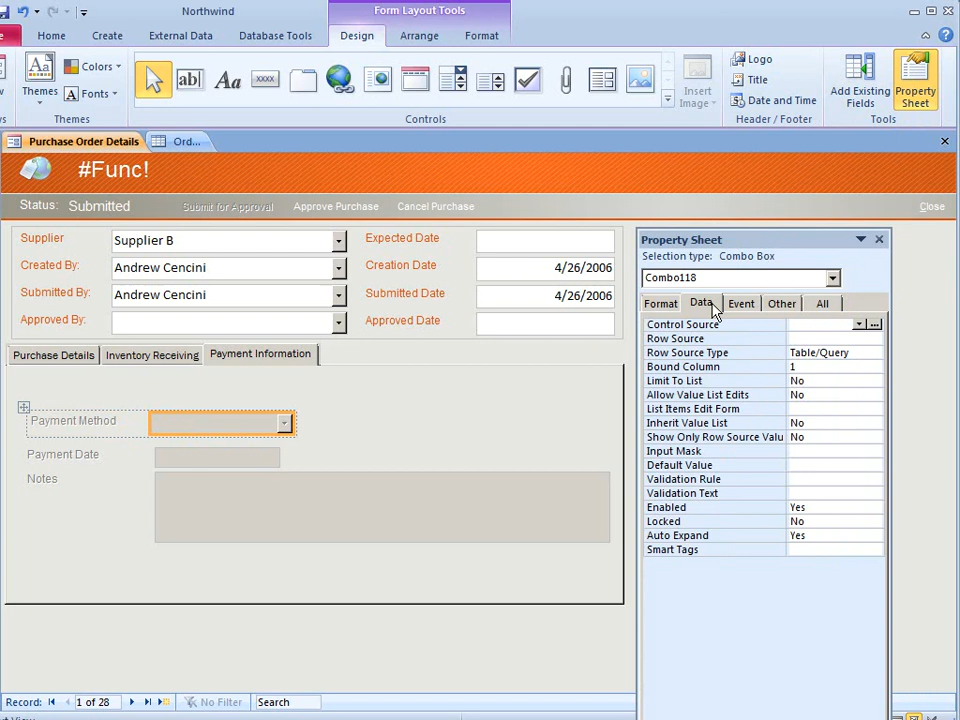 Northwind
Form Layout Tools
Home Create External Data Database Tools Design Arrange Format
Aa Colors
Themes
Fonts
Themes
ab Aa xxxx
Controls
Insert
Image
Logo
Title
Date and Time
Header / Footer
Add Existing
Fields
Property
Sheet
Tools
Purchase Order Details Ord...
#Func!
Status: Submitted Submit for Approval Approve Purchase Cancel Purchase Close
Supplier Supplier B Expected Date
Created By: Andrew Cencini Creation Date 4/26/2006
Submitted By: Andrew Cencini Submitted Date 4/26/2006
Approved By: Approved Date
Purchase Details Inventory Receiving Payment Information
Payment Method
Payment Date
Notes
Property Sheet
Selection type: Combo Box
Combo118
Format Data Event Other All
Control Source
Row Source
Row Source Type Table/Query
Bound Column 1
Limit To List No
Allow Value List Edits No
List Items Edit Form
Inherit Value List No
Show Only Row Source Valu No
Input Mask
Default Value
Validation Rule
Validation Text
Enabled Yes
Locked No
Auto Expand Yes
Smart Tags
Record: 1 of 28 No Filter Search